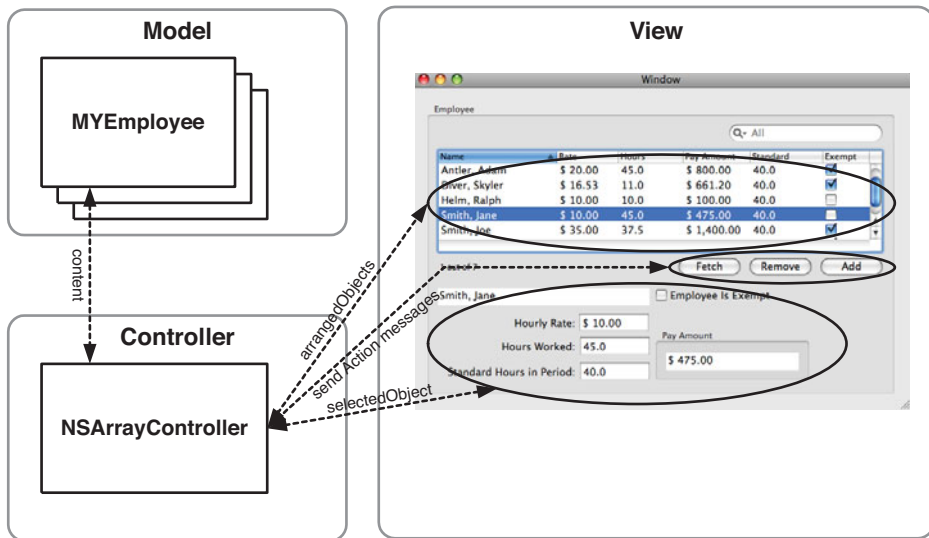 Model
MYEmployee
content
Controller
NSArrayController
arrangedObjects
send Action messages
selectedObject
View
Window
Employee
All
Name Rate Hours Pay Amount Standard Exempt
Antler, Adam $ 20.00 45.0 $ 800.00 40.0
Diver, Skyler $ 16.53 11.0 $ 661.20 40.0
Helm, Ralph $ 10.00 10.0 $ 100.00 40.0
Smith, Jane $ 10.00 45.0 $ 475.00 40.0
Smith, Joe $ 35.00 37.5 $ 1,400.00 40.0
1 out of 7 Fetch Remove Add
Smith, Jane Employee Is Exempt
Hourly Rate: $ 10.00
Hours Worked: 45.0
Standard Hours in Period: 40.0
Pay Amount
$ 475.00